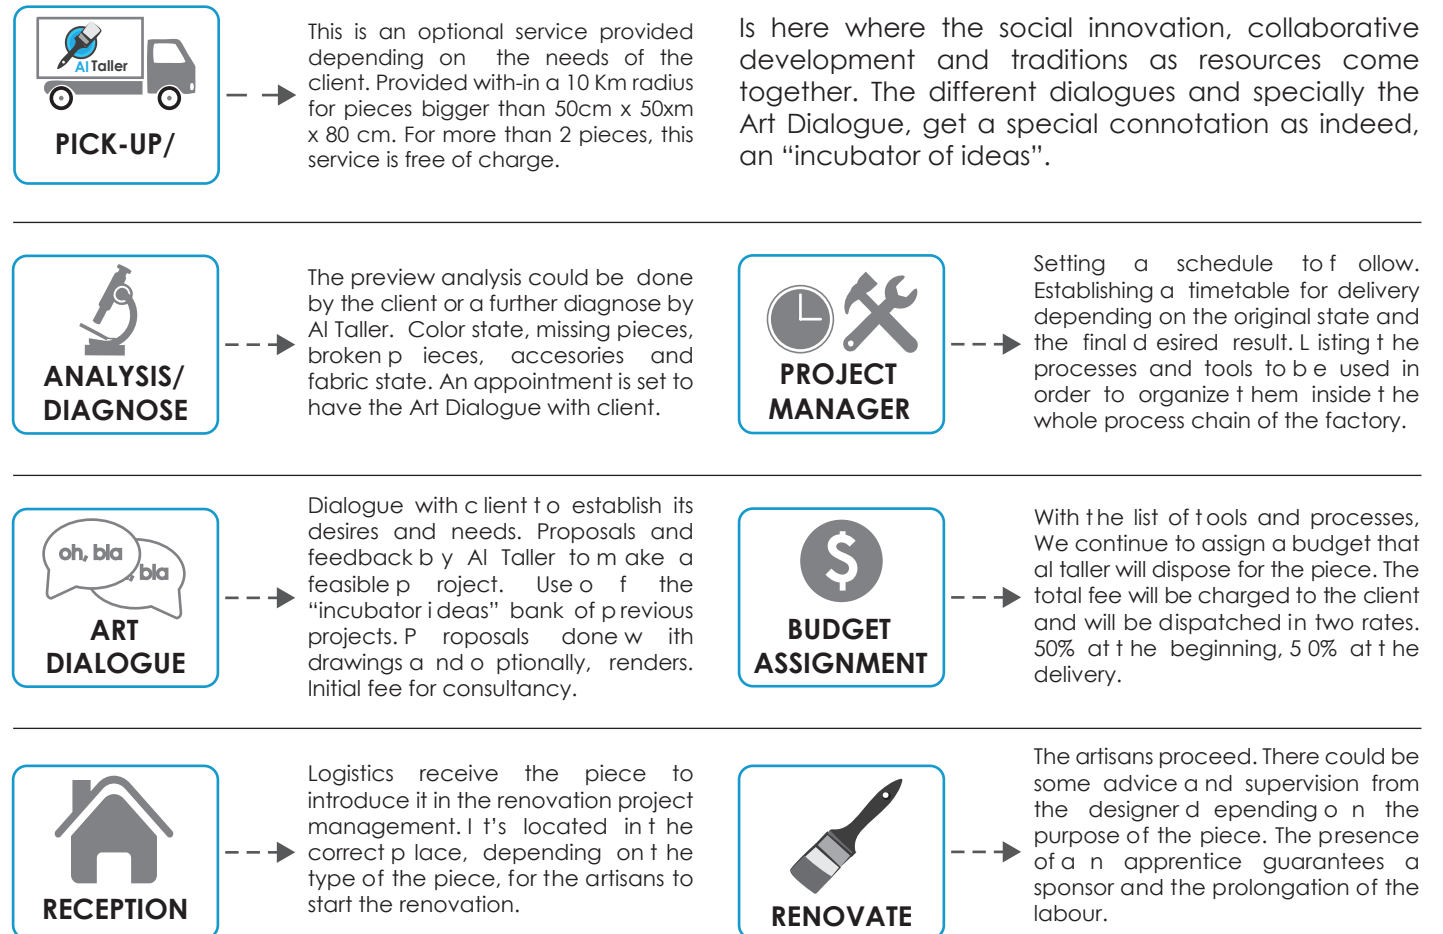 Al Taller
PICK-UP/
This is an optional service provided
depending on the needs of the
client. Provided with-in a 10 Km radius
for pieces bigger than 50cm x 50xm
x 80 cm. For more than 2 pieces, this
service is free of charge.
Is here where the social innovation, collaborative
development and traditions as resources come
together. The different dialogues and specially the
Art Dialogue, get a special connotation as indeed,
an “incubator of ideas”.
ANALYSIS/
DIAGNOSE
The preview analysis could be done
by the client or a further diagnose by
Al Taller. Color state, missing pieces,
broken p ieces, accesories and
fabric state. An appointment is set to
have the Art Dialogue with client.
PROJECT
MANAGER
Setting a schedule to f ollow.
Establishing a timetable for delivery
depending on the original state and
the final d esired result. L isting t he
processes and tools to b e used in
order to organize t hem inside t he
whole process chain of the factory.
oh, bla
, bla
ART
DIALOGUE
Dialogue with c lient t o establish its
desires and needs. Proposals and
feedback b y Al Taller to m ake a
feasible p roject. Use o f the
“incubator i deas” bank of p revious
projects. P roposals done w ith
drawings a nd o ptionally, renders.
Initial fee for consultancy.
$
BUDGET
ASSIGNMENT
With t he list of t ools and processes,
We continue to assign a budget that
al taller will dispose for the piece. The
total fee will be charged to the client
and will be dispatched in two rates.
50% at t he beginning, 5 0% at t he
delivery.
RECEPTION
Logistics receive the piece to
introduce it in the renovation project
management. I t’s located in t he
correct p lace, depending on t he
type of the piece, for the artisans to
start the renovation.
RENOVATE
The artisans proceed. There could be
some advice a nd supervision from
the designer d epending o n the
purpose of the piece. The presence
of a n apprentice guarantees a
sponsor and the prolongation of the
labour.